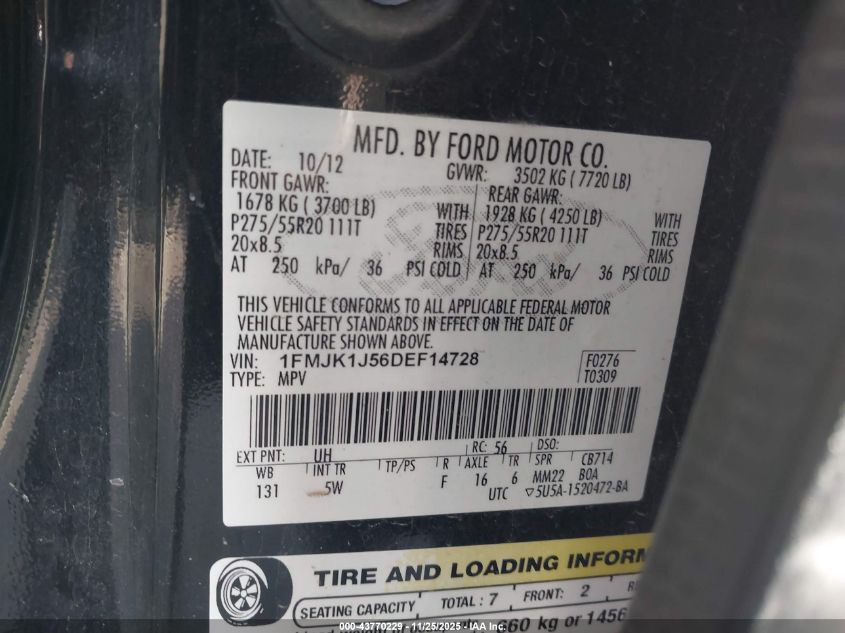 MFD. BY FORD MOTOR CO.
DATE: 10/12 GVWR: 3502 KG ( 7720 LB)
FRONT GAWR: REAR GAWR:
1678 KG ( 3700 LB) WITH 1928 KG ( 4250 LB) WITH
P275/55R20 111T TIRES P275/55R20 111T TIRES
20x8.5 RIMS 20x8.5 RIMS
AT 250 kPa/ 36 PSI COLD AT 250 kPa/ 36 PSI COLD
THIS VEHICLE CONFORMS TO ALL APPLICABLE FEDERAL MOTOR
VEHICLE SAFETY STANDARDS IN EFFECT ON THE DATE OF
MANUFACTURE SHOWN ABOVE.
VIN: 1FMJK1J56DEF14728 F0276
TYPE: MPV T0309
EXT PNT: UH RC: 56 DSO:
WB INT TR TP/PS R AXLE TR SPR CB714
131 5W F 16 6 MM22 BOA
UTC ▽5U5A-1520472-BA
TIRE AND LOADING INFORM
SEATING CAPACITY TOTAL : 7 FRONT: 2
660 kg or 1456
00--43770229 - 11/25/2025 - IAA Inc.